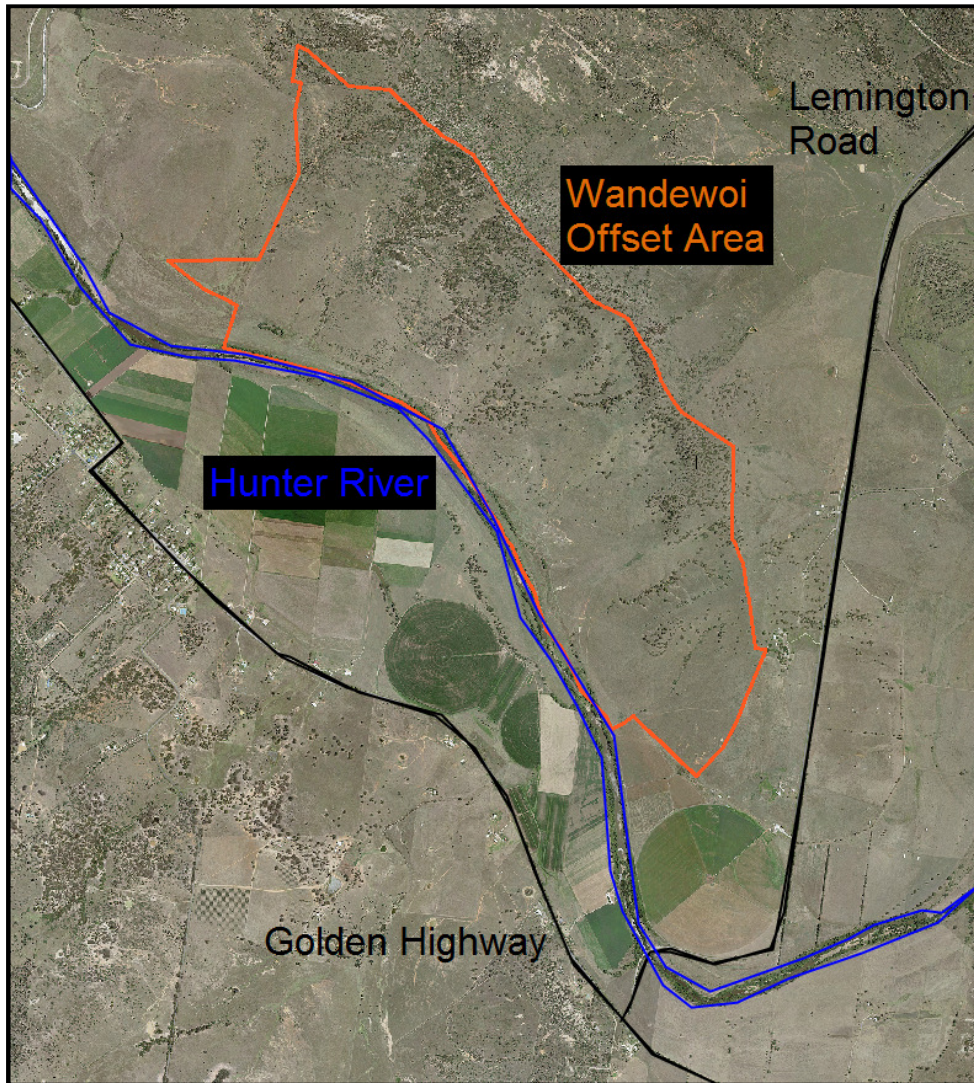 Lemington
Road
Wandewoi
Offset Area
Hunter River
Golden Highway